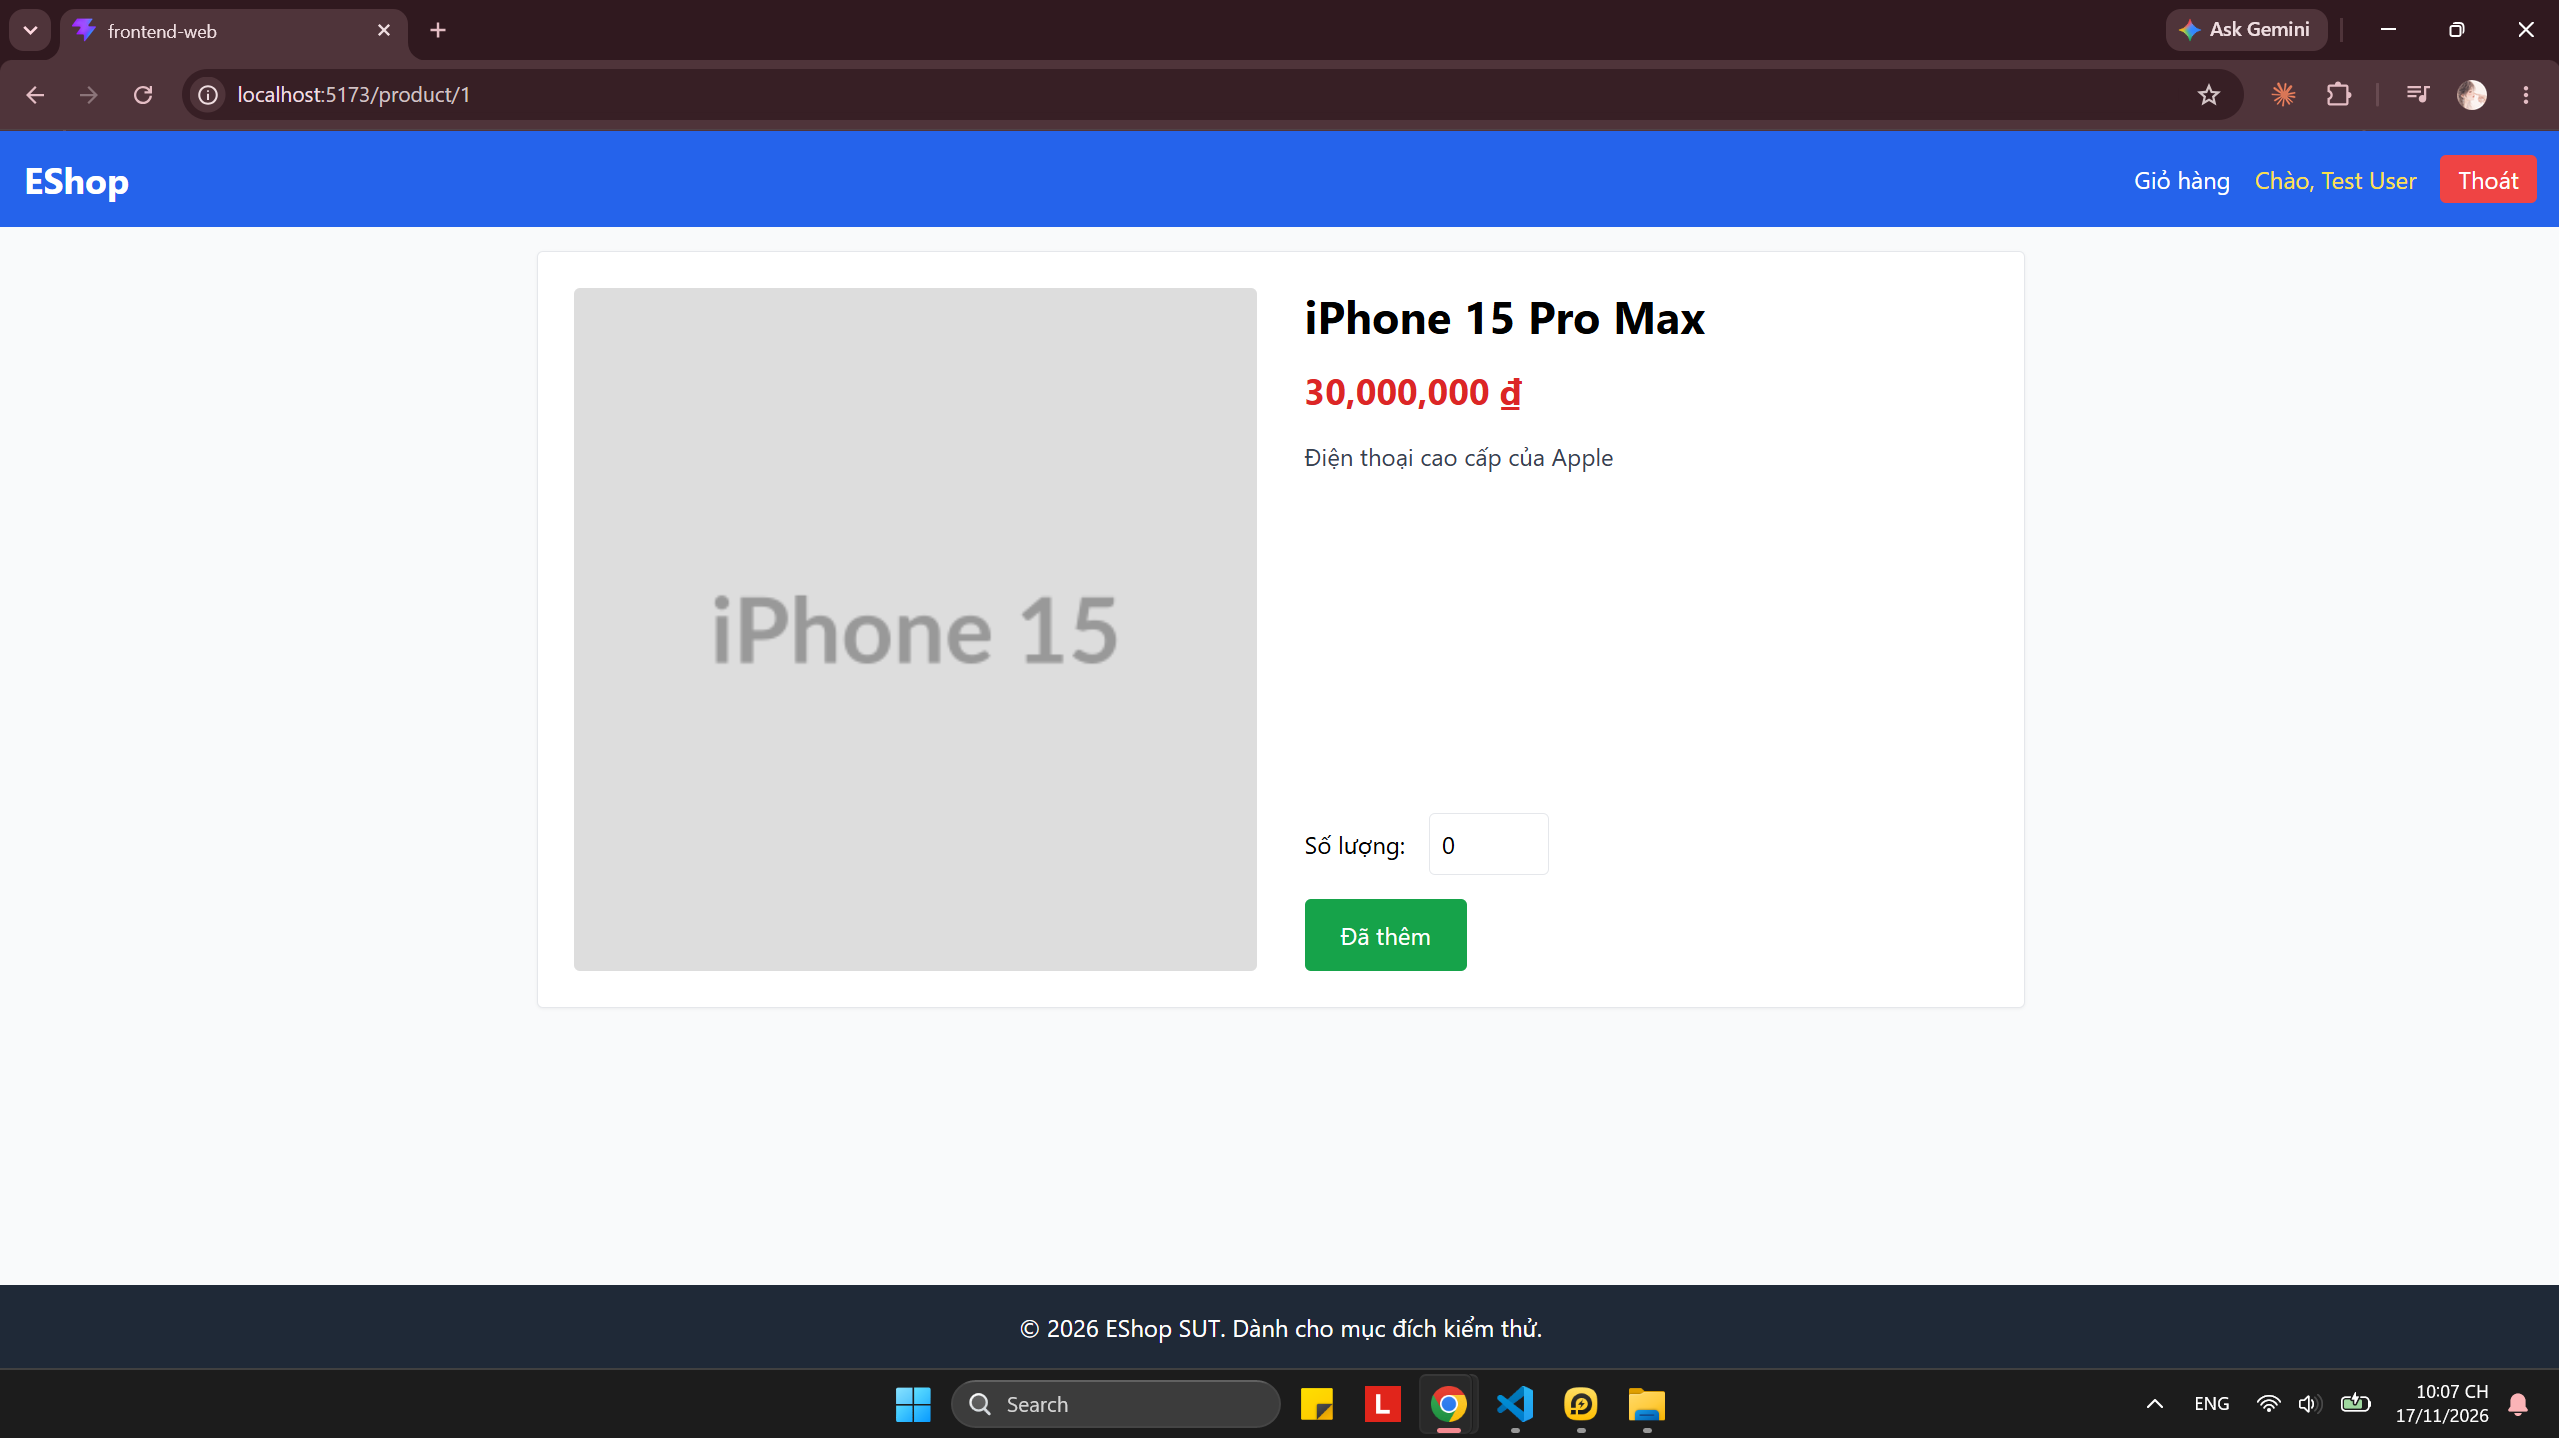 frontend-web
Ask Gemini
localhost:5173/product/1
EShop
Giỏ hàng
Chào, Test User
Thoát
iPhone 15
iPhone 15 Pro Max
30,000,000 ₫
Điện thoại cao cấp của Apple
Số lượng: 0
Đã thêm
© 2026 EShop SUT. Dành cho mục đích kiểm thử.
Search
L
ENG
10:07 CH
17/11/2026